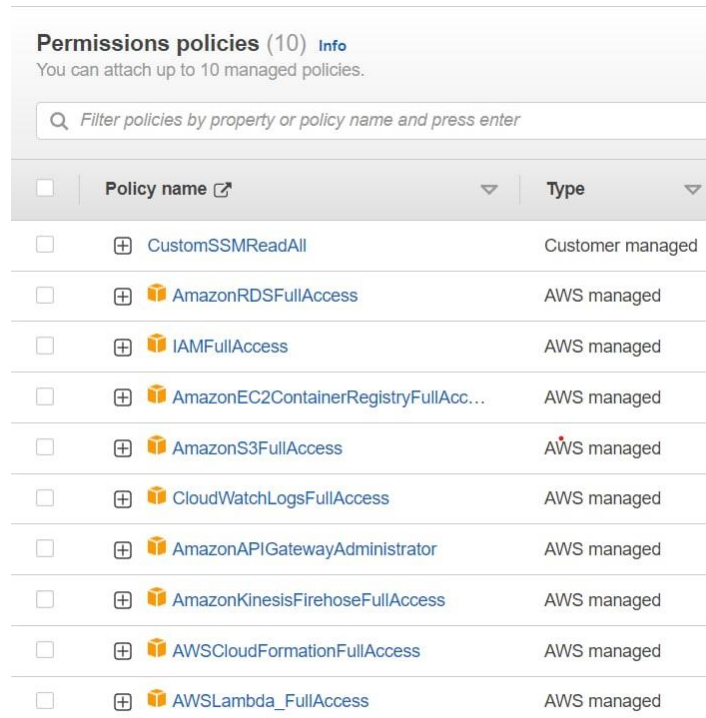 Permissions policies (10) Info
You can attach up to 10 managed policies.
Filter policies by property or policy name and press enter
Policy name Type
CustomSSMReadAll Customer managed
AmazonRDSFullAccess AWS managed
IAMFullAccess AWS managed
AmazonEC2ContainerRegistryFullAcc... AWS managed
AmazonS3FullAccess AWS managed
CloudWatchLogsFullAccess AWS managed
AmazonAPIGatewayAdministrator AWS managed
AmazonKinesisFirehoseFullAccess AWS managed
AWSCloudFormationFullAccess AWS managed
AWSLambda_FullAccess AWS managed